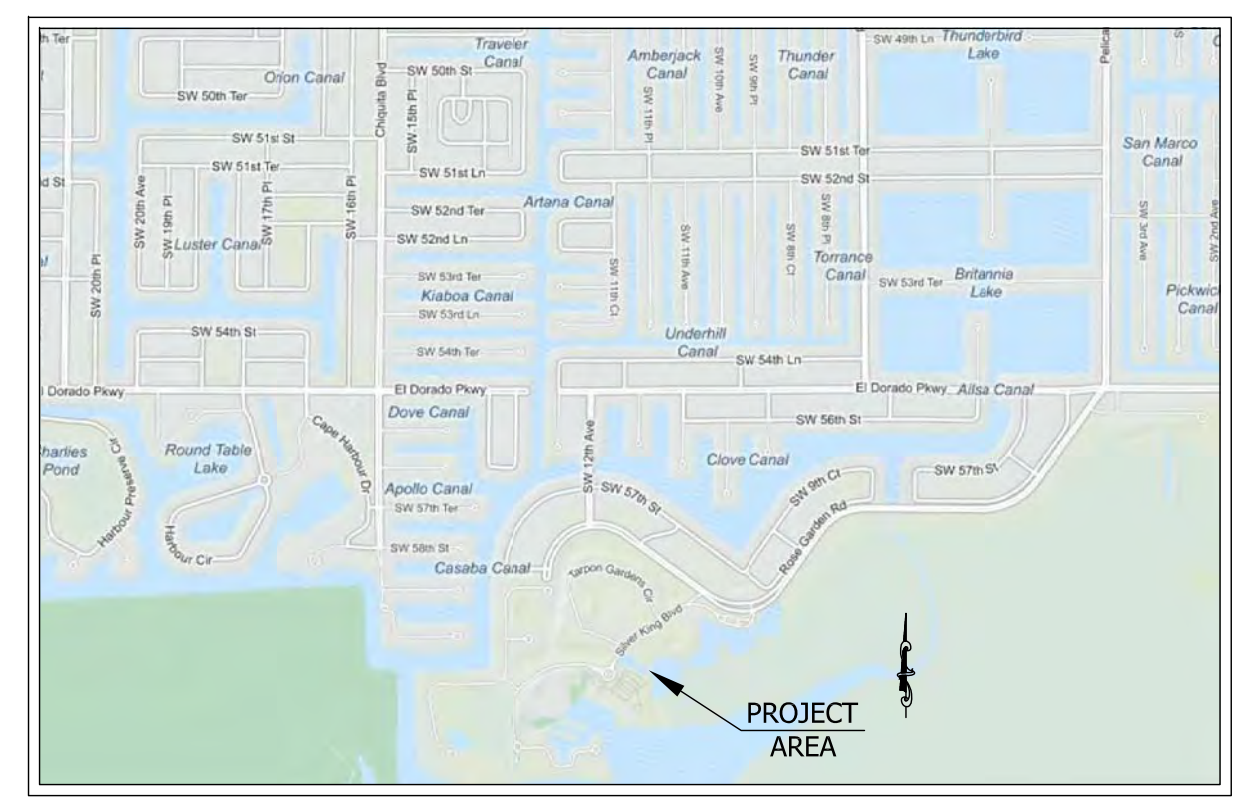 h Ter
Orion Canal
SW 50th Ter
Chiquita Blvd
SW 15th Pl
Traveler
Canal
SW 50th St
Amberjack
Canal
SW 11th Pl
SW 10th Ave
SW 9th Pl
Thunder
Canal
SW 49th Ln
Thunderbird
Lake
Pelica
San Marco
Canal
SW 51st St
SW 51st Ter
SW 51st Ln
SW 51st Ter
SW 52nd St
d St
SW 20th Ave
SW 19th Pl
SW 17th Pl
SW 16th Pl
Luster Canal
SW 52nd Ter
SW 52nd Ln
Artana Canal
SW 11th Ave
SW 8th Ct
SW 8th Pl
Torrance
Canal
SW 3rd Ave
SW 2nd Ave
SW 20th Pl
SW 53rd Ter
Kiaboa Canal
SW 53rd Ln
SW 11th Ct
SW 53rd Ter
Britannia
Lake
Pickwic
Canal
SW 54th St
SW 54th Ter
Underhill
Canal
SW 54th Ln
l Dorado Pkwy
El Dorado Pkwy
El Dorado Pkwy
Ailsa Canal
Dove Canal
SW 56th St
harlies
Pond
Harbour Preserve Cir
Round Table
Lake
Cape Harbour Dr
SW 12th Ave
Clove Canal
Apollo Canal
SW 57th St
SW 9th Ct
SW 57th St
SW 57th Ter
Rose Garden Rd
Harbour Cir
SW 58th St
Casaba Canal
arpon Gardens Cir
Silver King Blvd
PROJECT
AREA